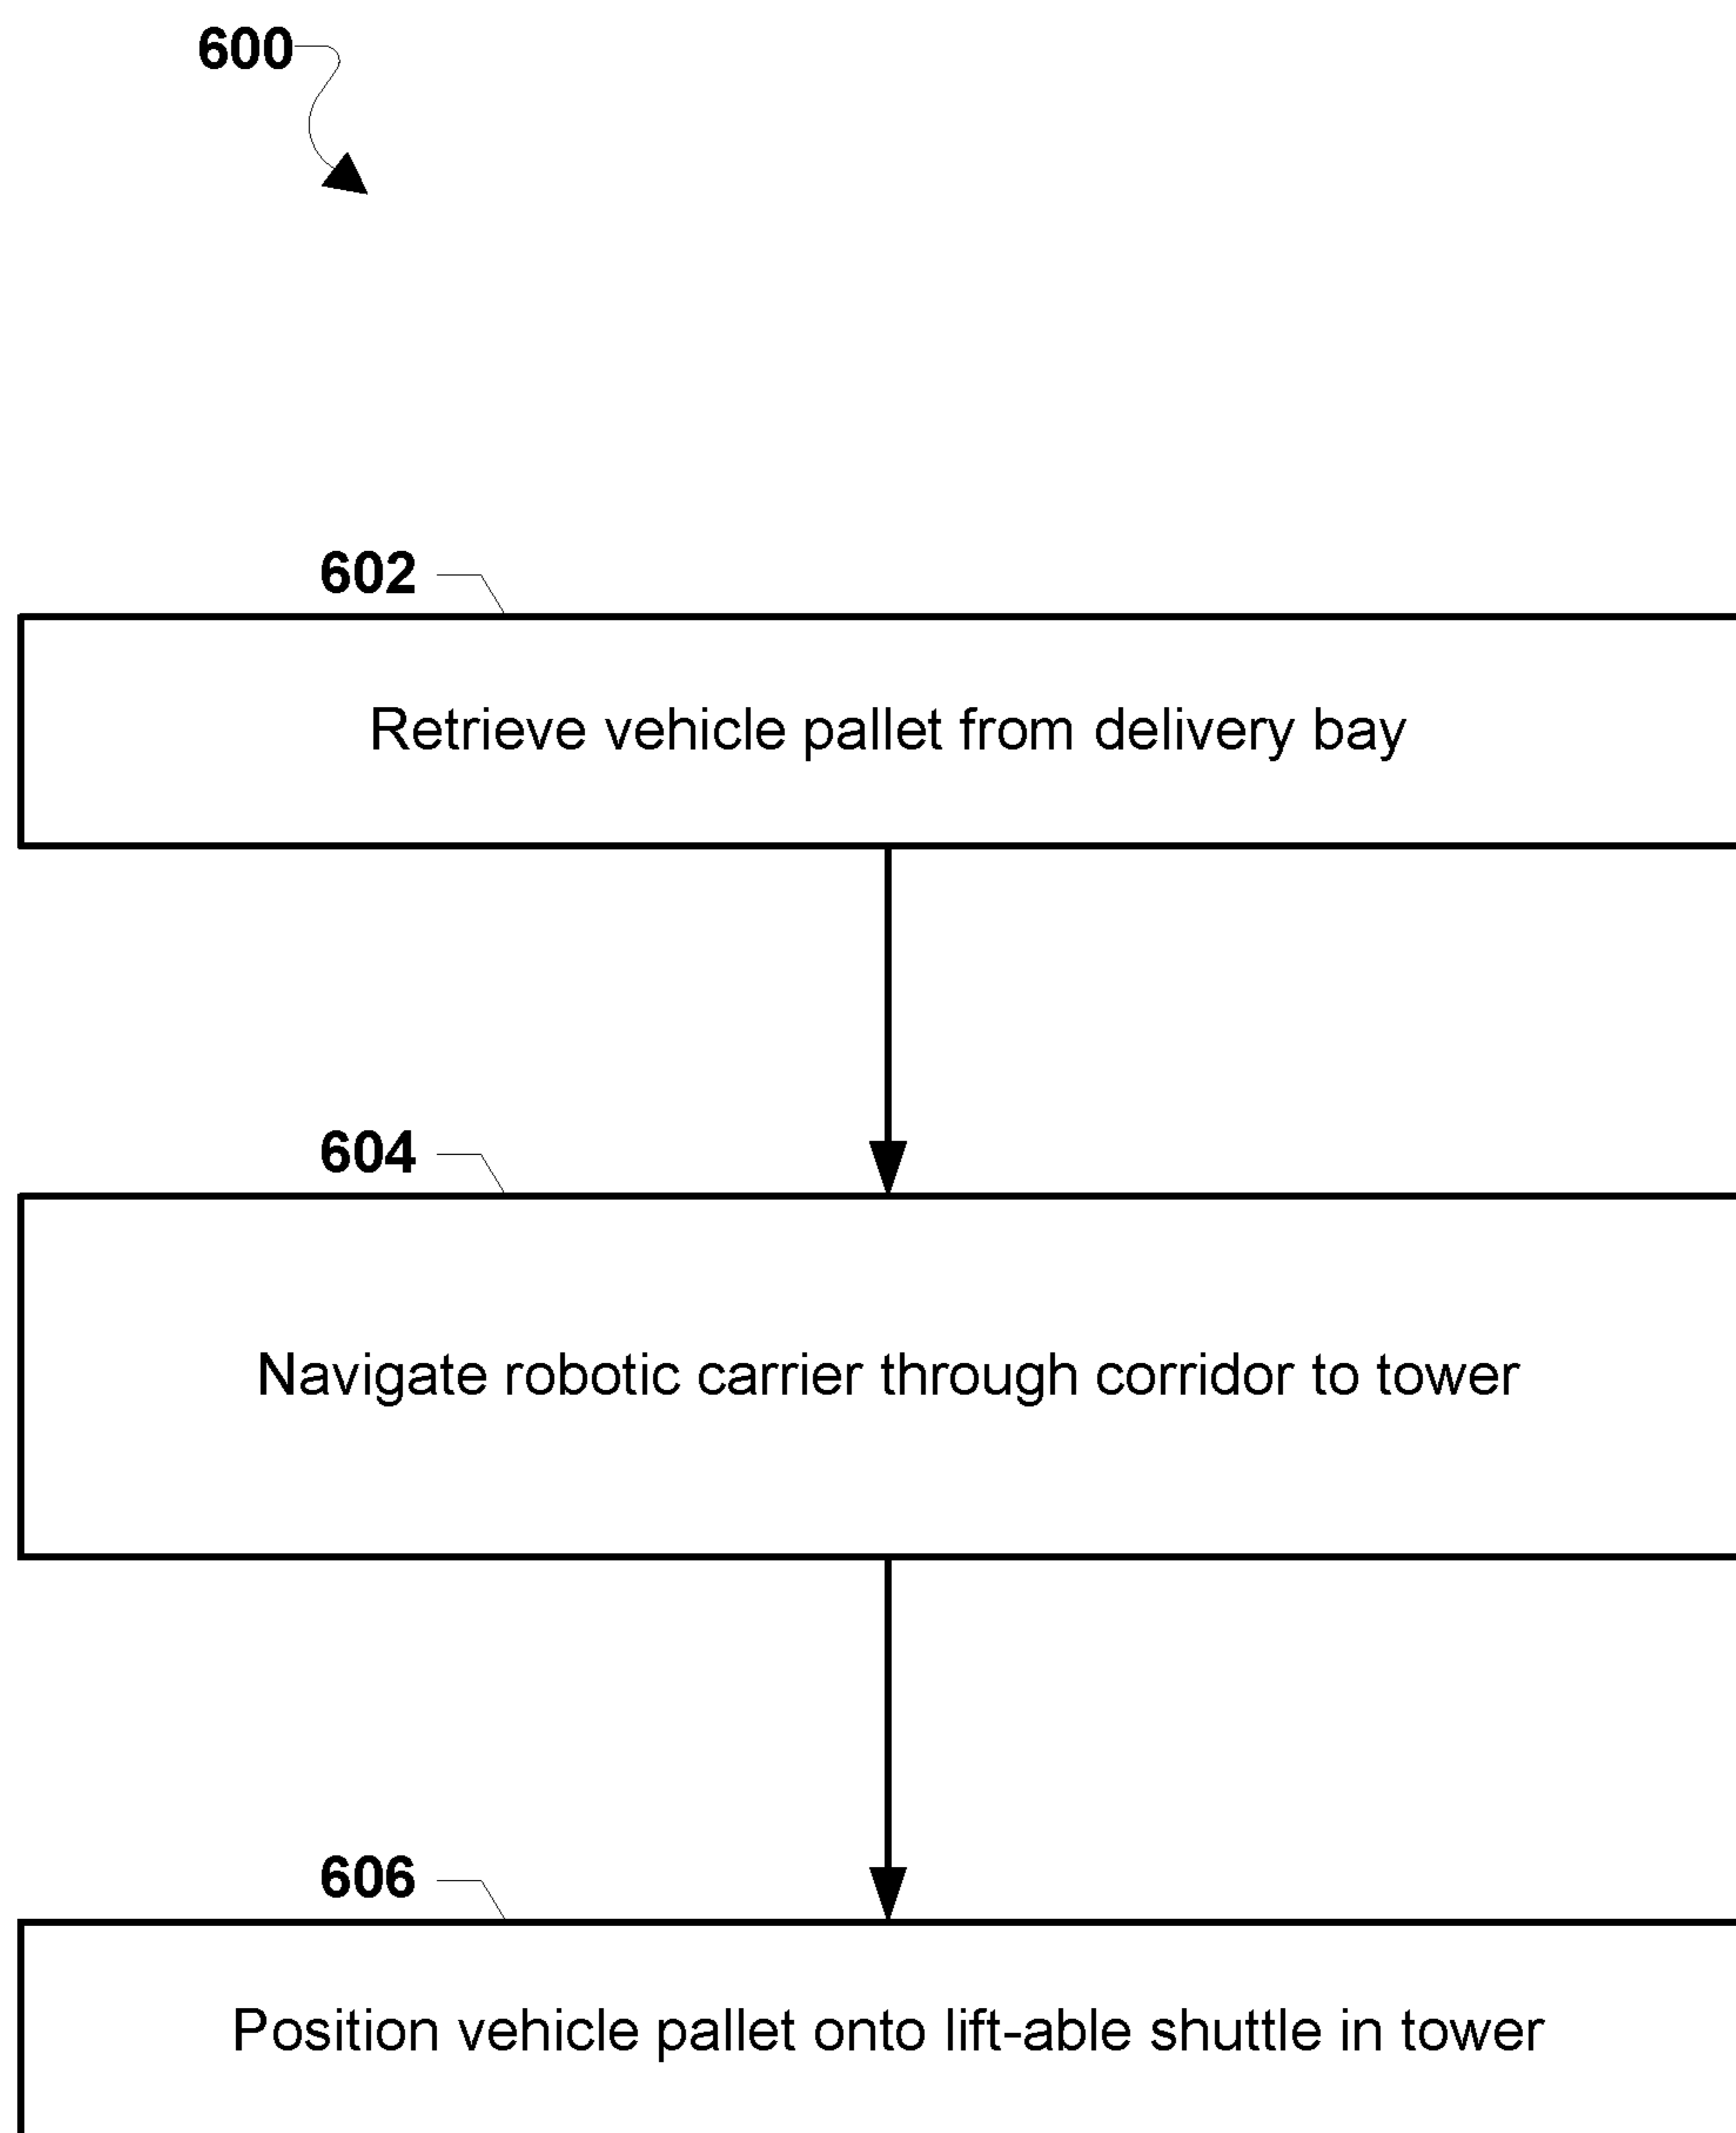 600
602
Retrieve vehicle pallet from delivery bay
604
Navigate robotic carrier through corridor to tower
606
Position vehicle pallet onto lift-able shuttle in tower